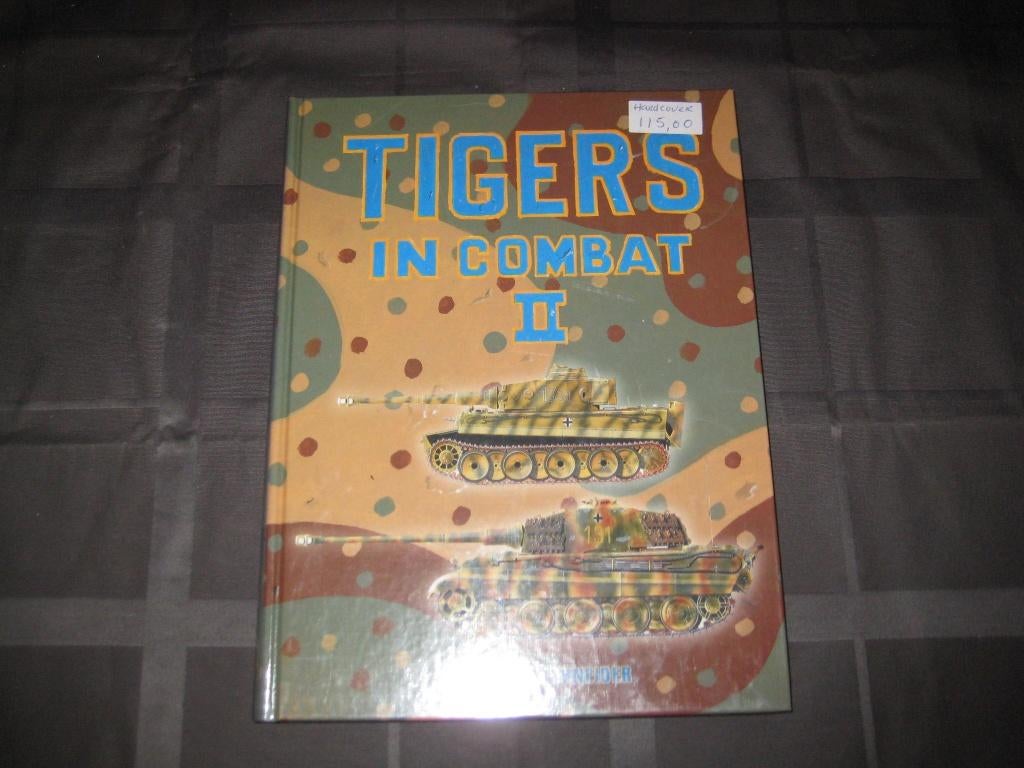 Hardcover
115,00
TIGERS
IN COMBAT
II